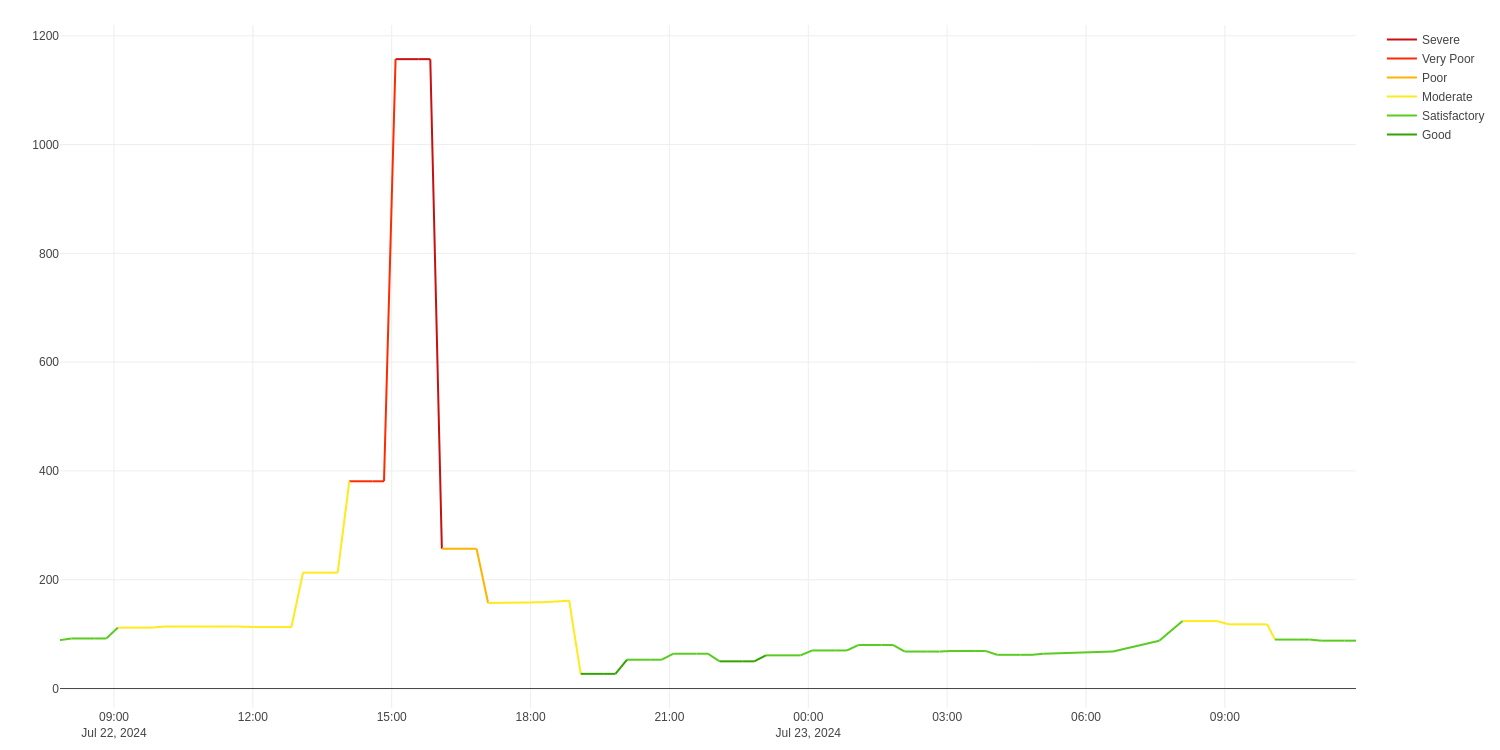 1200
1000
800
600
400
200
0
09:00
Jul 22, 2024
12:00
15:00
18:00
21:00
00:00
Jul 23, 2024
03:00
06:00
09:00
Severe
Very Poor
Poor
Moderate
Satisfactory
Good